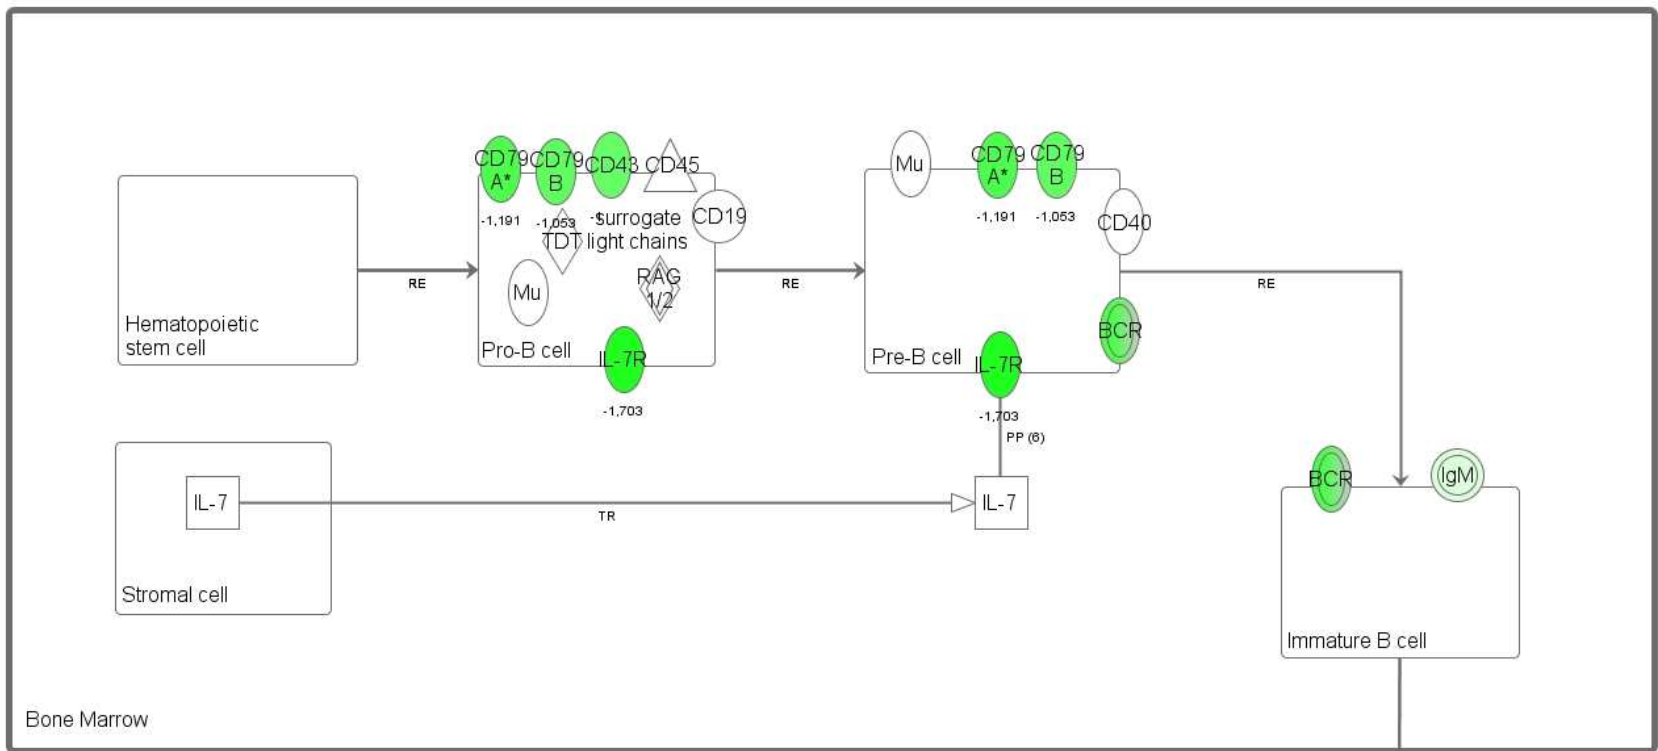 CD79
A*
-1,191
CD79
B
-1,053
CD43
CD45
CD19
surrogate
light chains
TDT
Mu
RAG
1/2
Pro-B cell
IL-7R
-1,703
Hematopoietic
stem cell
RE
RE
Mu
CD79
A*
-1,191
CD79
B
-1,053
CD40
BCR
Pre-B cell
IL-7R
-1,703
PP (6)
RE
IL-7
Stromal cell
TR
IL-7
BCR
IgM
Immature B cell
Bone Marrow